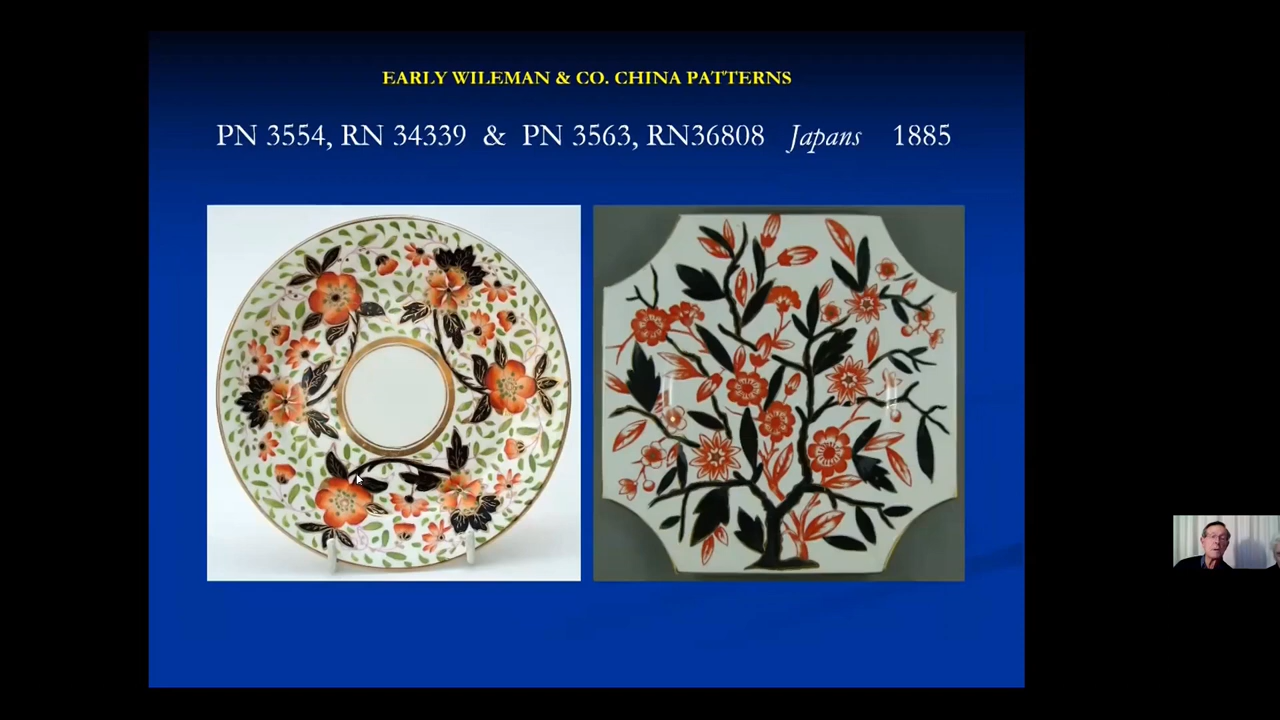 EARLY WILEMAN & CO. CHINA PATTERNS
PN 3554, RN 34339 & PN 3563, RN36808 Japans 1885